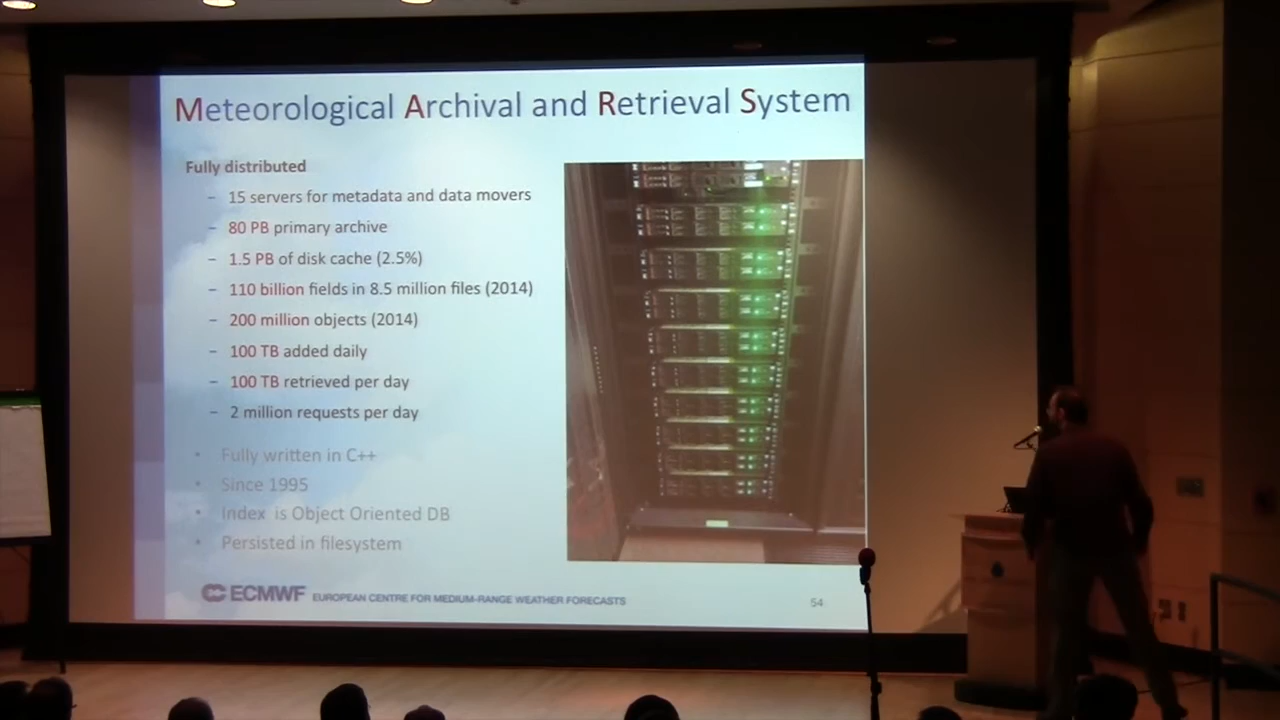 Meteorological Archival and Retrieval System
Fully distributed
– 15 servers for metadata and data movers
– 80 PB primary archive
– 1.5 PB of disk cache (2.5%)
– 110 billion fields in 8.5 million files (2014)
– 200 million objects (2014)
– 100 TB added daily
– 100 TB retrieved per day
– 2 million requests per day
• Fully written in C++
• Since 1995
• Index is Object Oriented DB
• Persisted in filesystem
ECMWF EUROPEAN CENTRE FOR MEDIUM-RANGE WEATHER FORECASTS
54